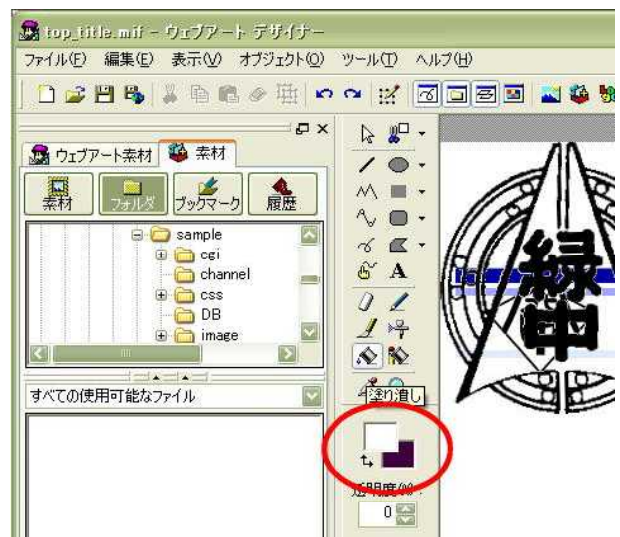 top_title.mif - ウェブアート デザイナー
ファイル(F) 編集(E) 表示(V) オブジェクト(O) ツール(T) ヘルプ(H)
ウェブアート素材 素材
素材 フォルダ ブックマーク 履歴
sample
cgi
channel
css
DB
image
すべての使用可能なファイル
A
塗り潰し
透明度(%):
0
緑
中